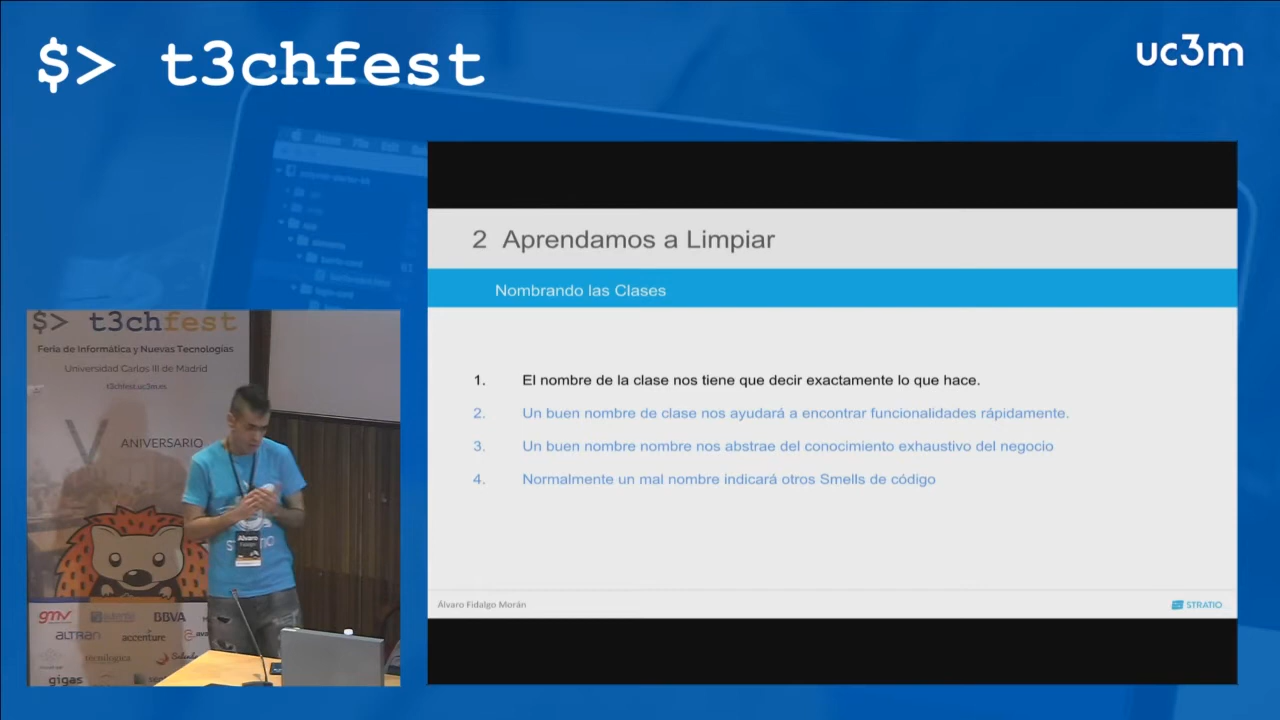 $> t3chfest
uc3m
2 Aprendamos a Limpiar
Nombrando las Clases
1. El nombre de la clase nos tiene que decir exactamente lo que hace.
2. Un buen nombre de clase nos ayudará a encontrar funcionalidades rápidamente.
3. Un buen nombre nombre nos abstrae del conocimiento exhaustivo del negocio
4. Normalmente un mal nombre indicará otros Smells de código
Álvaro Fidalgo Morán
STRATIO
$> t3chfest
Feria de Informática y Nuevas Tecnologías
Universidad Carlos III de Madrid
t3chfest.uc3m.es
V ANIVERSARIO
Álvaro
Fidalgo
gmv
BBVA
altran
accenture
tecnológica
gigas